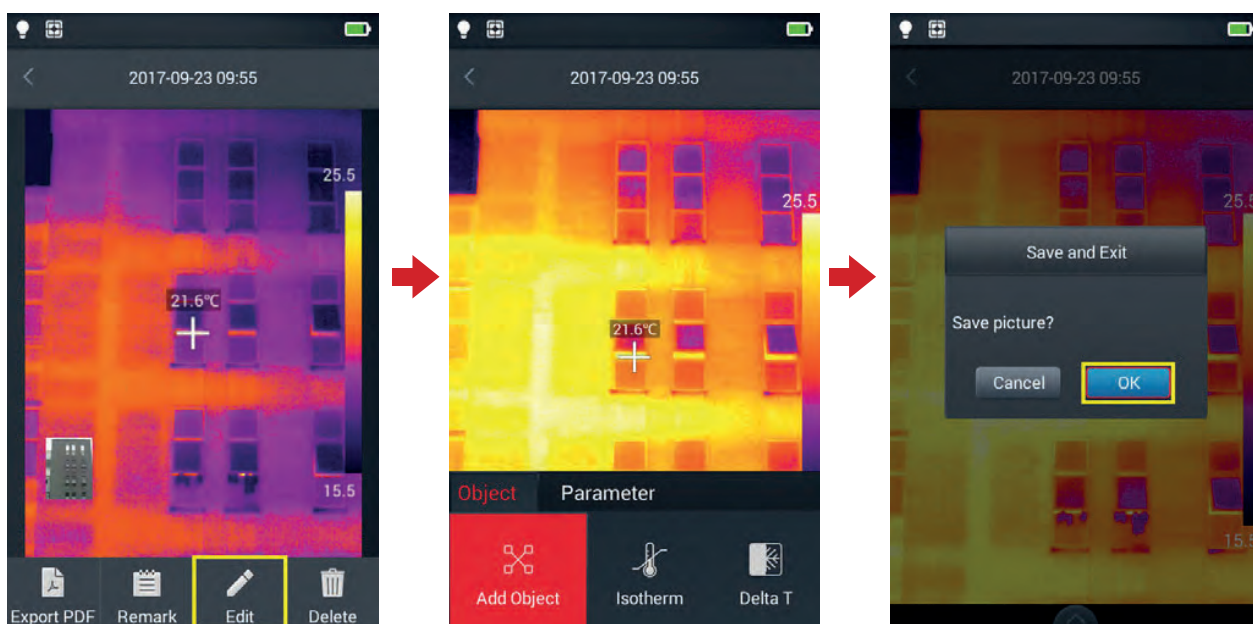 2017-09-23 09:55
25.5
21.6°C
15.5
Export PDF Remark Edit Delete
2017-09-23 09:55
25.5
21.6°C
Object Parameter
Add Object Isotherm Delta T
2017-09-23 09:55
25.5
Save and Exit
Save picture?
Cancel OK
15.5